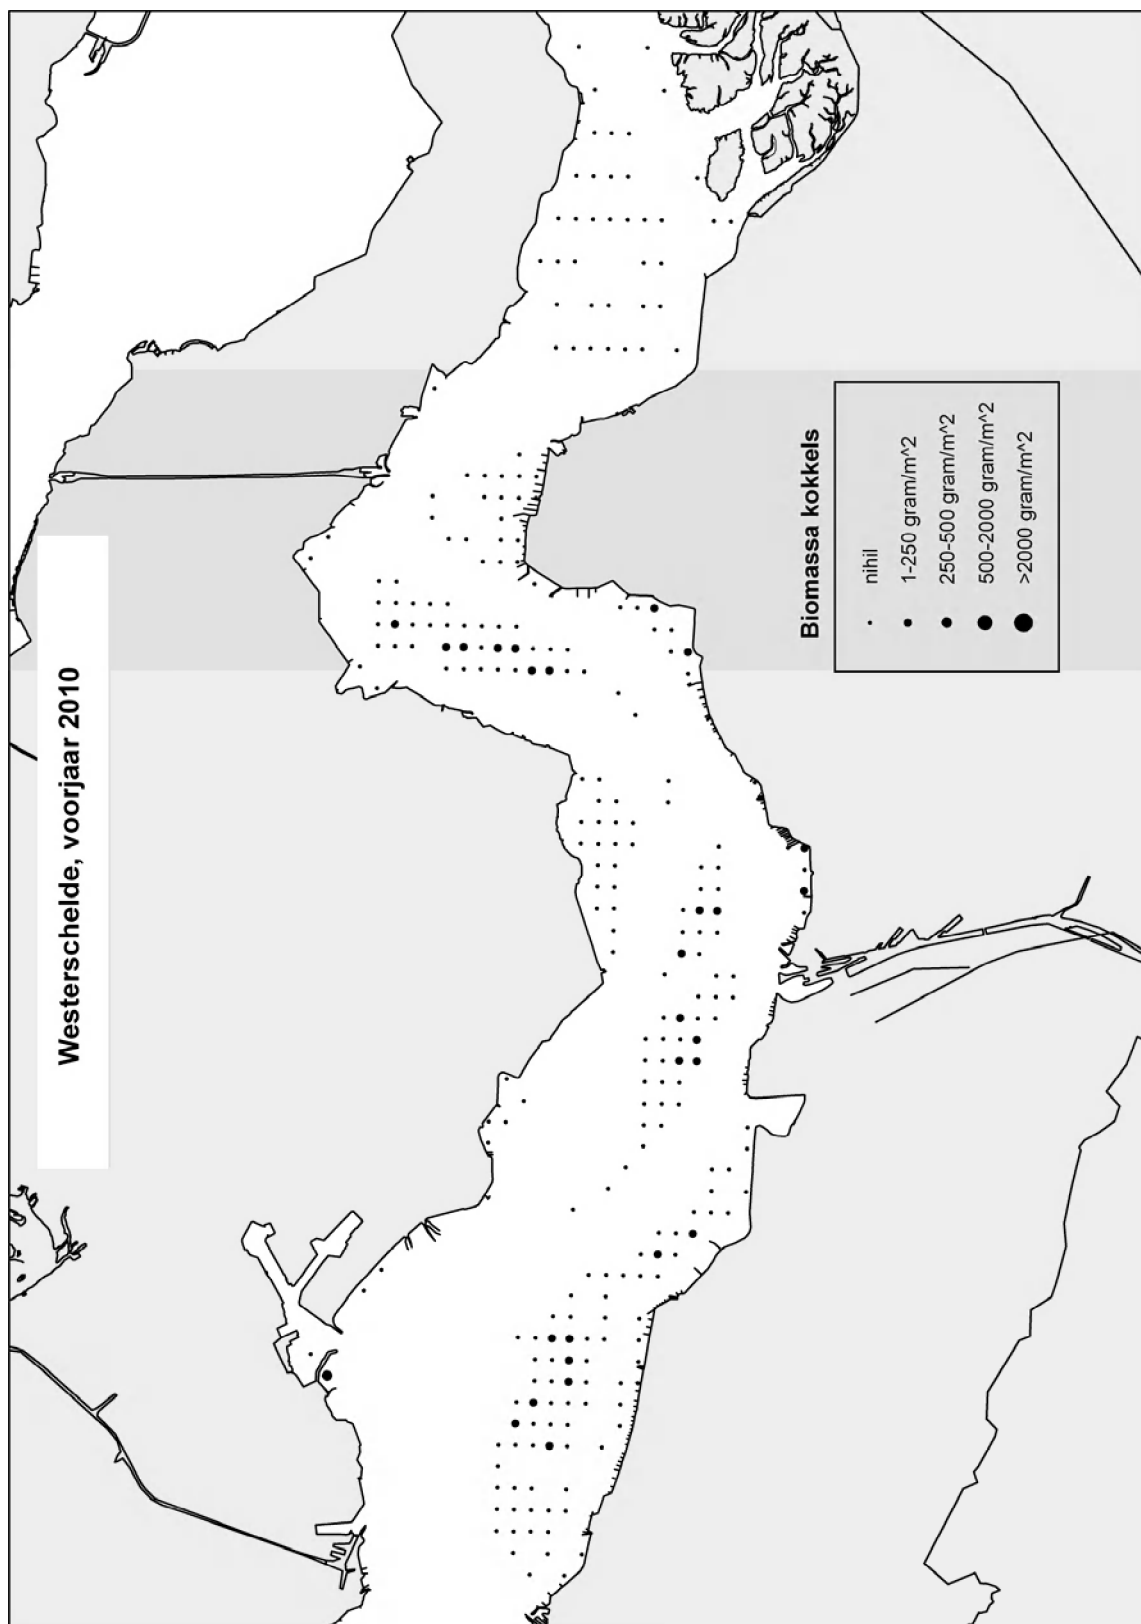 Westerschelde, voorjaar 2010
Biomassa kokkels
nihil
1-250 gram/m^2
250-500 gram/m^2
500-2000 gram/m^2
>2000 gram/m^2